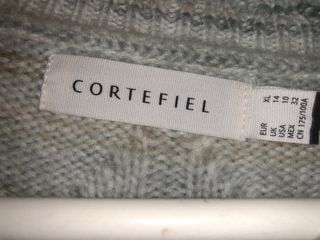 CORTEFIEL
EUR XL
UK 14
USA 10
MEX 32
CN 175/100A